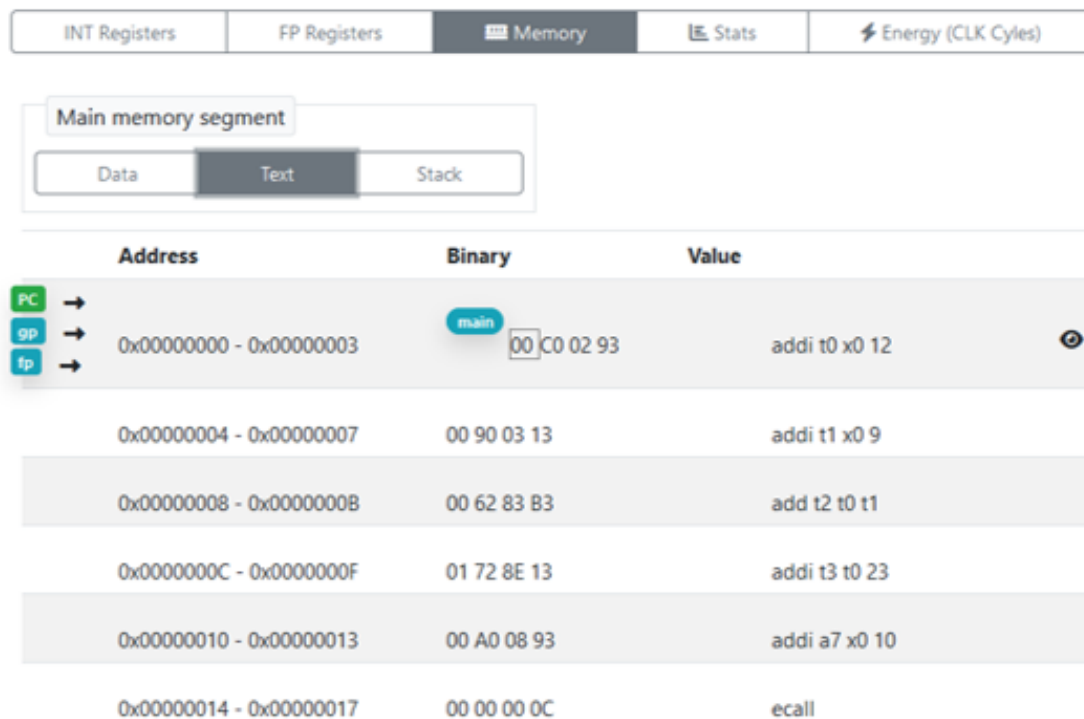 INT Registers FP Registers Memory Stats Energy (CLK Cyles)
Main memory segment
Data Text Stack
Address Binary Value
PC
gp
fp
main
0x00000000 - 0x00000003 00 C0 02 93 addi t0 x0 12
0x00000004 - 0x00000007 00 90 03 13 addi t1 x0 9
0x00000008 - 0x0000000B 00 62 83 B3 add t2 t0 t1
0x0000000C - 0x0000000F 01 72 8E 13 addi t3 t0 23
0x00000010 - 0x00000013 00 A0 08 93 addi a7 x0 10
0x00000014 - 0x00000017 00 00 00 0C ecall